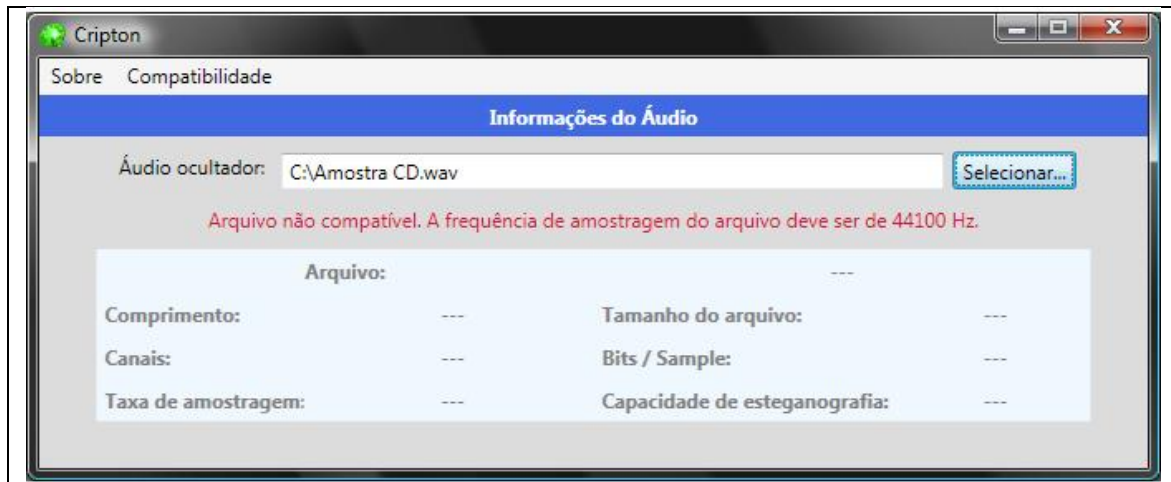 Cripton
Sobre Compatibilidade
Informações do Áudio
Áudio ocultador: C:\Amostra CD.wav Selecionar...
Arquivo não compatível. A frequência de amostragem do arquivo deve ser de 44100 Hz.
Arquivo: ---
Comprimento: --- Tamanho do arquivo: ---
Canais: --- Bits / Sample: ---
Taxa de amostragem: --- Capacidade de esteganografia: ---